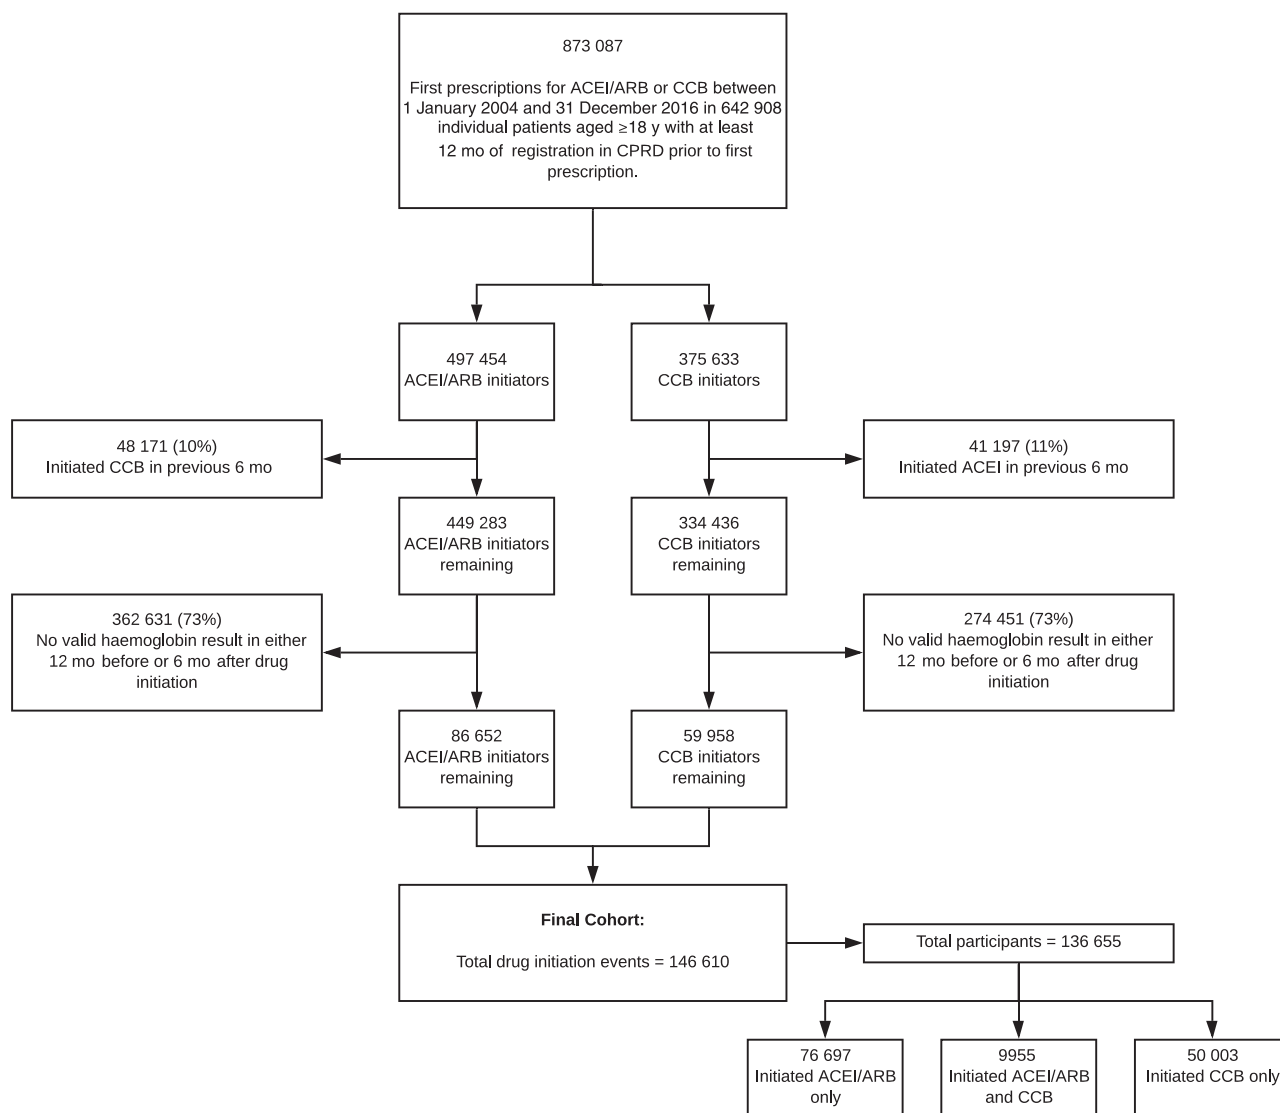 873 087
First prescriptions for ACEI/ARB or CCB between
1 January 2004 and 31 December 2016 in 642 908
individual patients aged ≥18 y with at least
12 mo of registration in CPRD prior to first
prescription.
497 454
ACEI/ARB initiators
375 633
CCB initiators
48 171 (10%)
Initiated CCB in previous 6 mo
41 197 (11%)
Initiated ACEI in previous 6 mo
449 283
ACEI/ARB initiators
remaining
334 436
CCB initiators
remaining
362 631 (73%)
No valid haemoglobin result in either
12 mo before or 6 mo after drug
initiation
274 451 (73%)
No valid haemoglobin result in either
12 mo before or 6 mo after drug
initiation
86 652
ACEI/ARB initiators
remaining
59 958
CCB initiators
remaining
Final Cohort:
Total drug initiation events = 146 610
Total participants = 136 655
76 697
Initiated ACEI/ARB
only
9955
Initiated ACEI/ARB
and CCB
50 003
Initiated CCB only